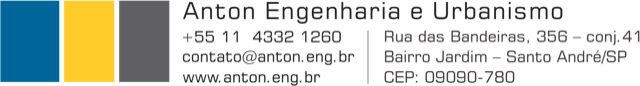 Anton Engenharia e Urbanismo
+55 11 4332 1260
contato@anton.eng.br
www.anton.eng.br
Rua das Bandeiras, 356 – conj. 41
Bairro Jardim – Santo André/SP
CEP: 09090-780